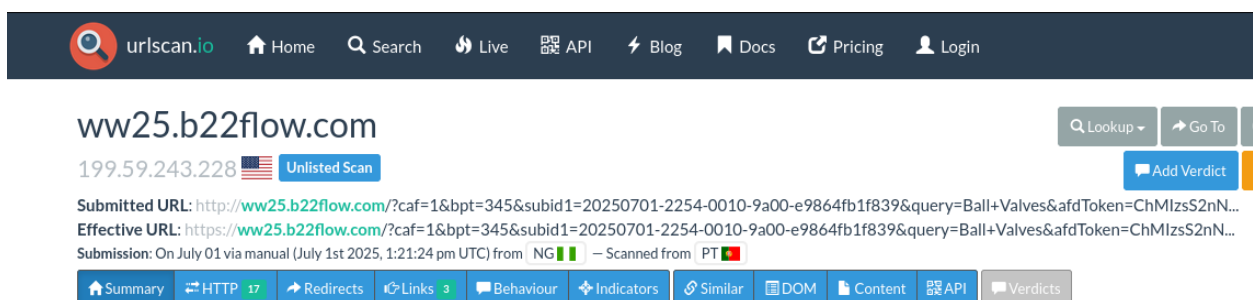 urlscan.io Home Search Live API Blog Docs Pricing Login
ww25.b22flow.com
Lookup Go To
199.59.243.228 Unlisted Scan
Add Verdict
Submitted URL: http://ww25.b22flow.com/?caf=1&bpt=345&subid1=20250701-2254-0010-9a00-e9864fb1f839&query=Ball+Valves&afdToken=ChMIzsS2nN...
Effective URL: https://ww25.b22flow.com/?caf=1&bpt=345&subid1=20250701-2254-0010-9a00-e9864fb1f839&query=Ball+Valves&afdToken=ChMIzsS2nN...
Submission: On July 01 via manual (July 1st 2025, 1:21:24 pm UTC) from NG — Scanned from PT
Summary HTTP 17 Redirects Links 3 Behaviour Indicators Similar DOM Content API Verdicts